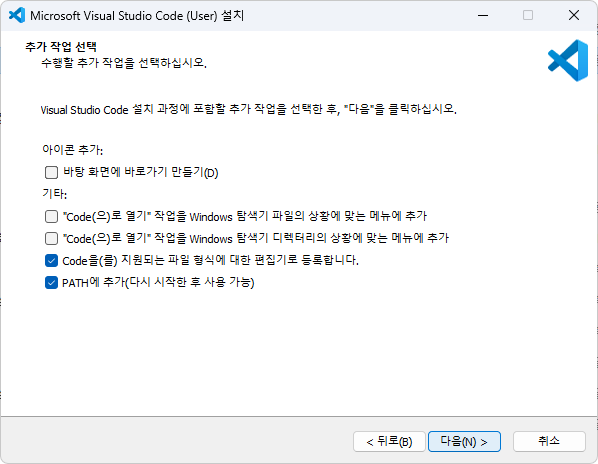 Microsoft Visual Studio Code (User) 설치
추가 작업 선택
수행할 추가 작업을 선택하십시오.
Visual Studio Code 설치 과정에 포함할 추가 작업을 선택한 후, "다음"을 클릭하십시오.
아이콘 추가:
바탕 화면에 바로가기 만들기(D)
기타:
"Code(으)로 열기" 작업을 Windows 탐색기 파일의 상황에 맞는 메뉴에 추가
"Code(으)로 열기" 작업을 Windows 탐색기 디렉터리의 상황에 맞는 메뉴에 추가
Code을(를) 지원되는 파일 형식에 대한 편집기로 등록합니다.
PATH에 추가(다시 시작한 후 사용 가능)
< 뒤로(B) 다음(N) > 취소